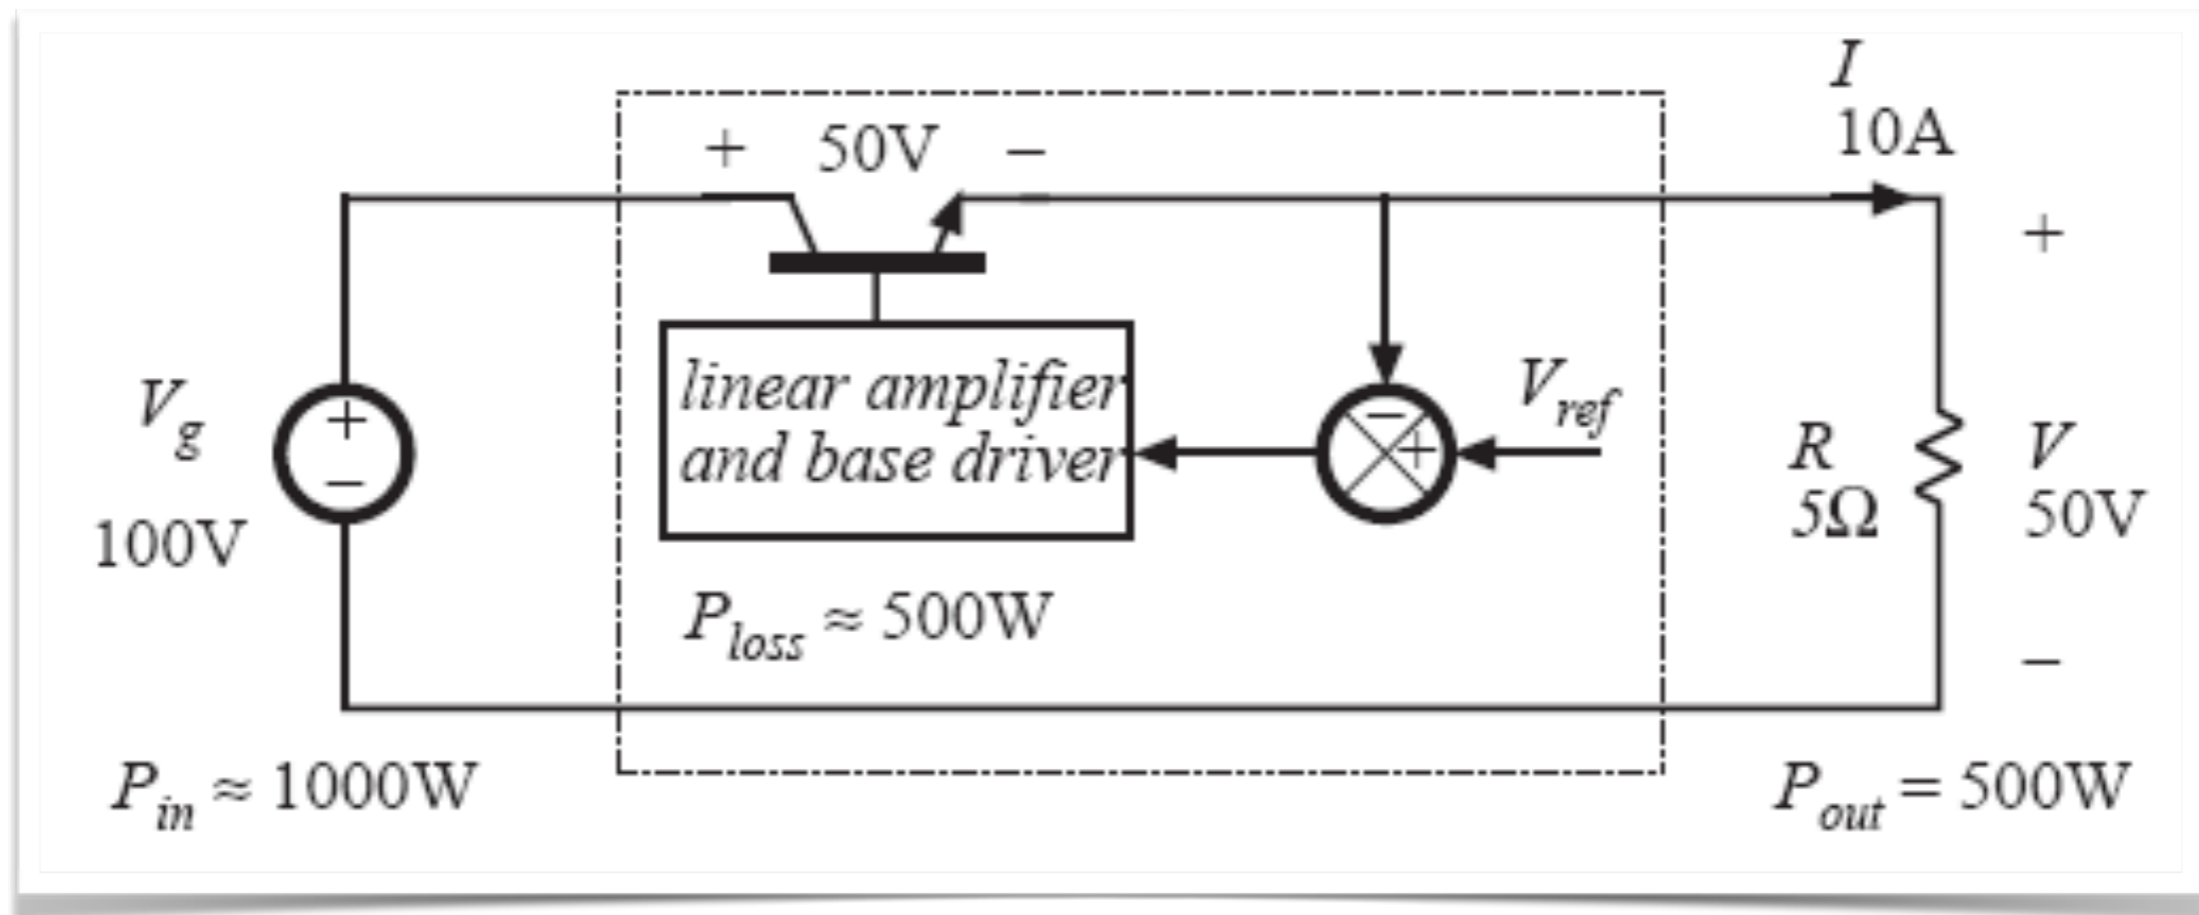 I
10A
+ 50V −
+
V_g
+
−
100V
linear amplifier
and base driver
−
+
V_ref
R
5Ω
V
50V
P_loss ≈ 500W
−
P_in ≈ 1000W
P_out = 500W